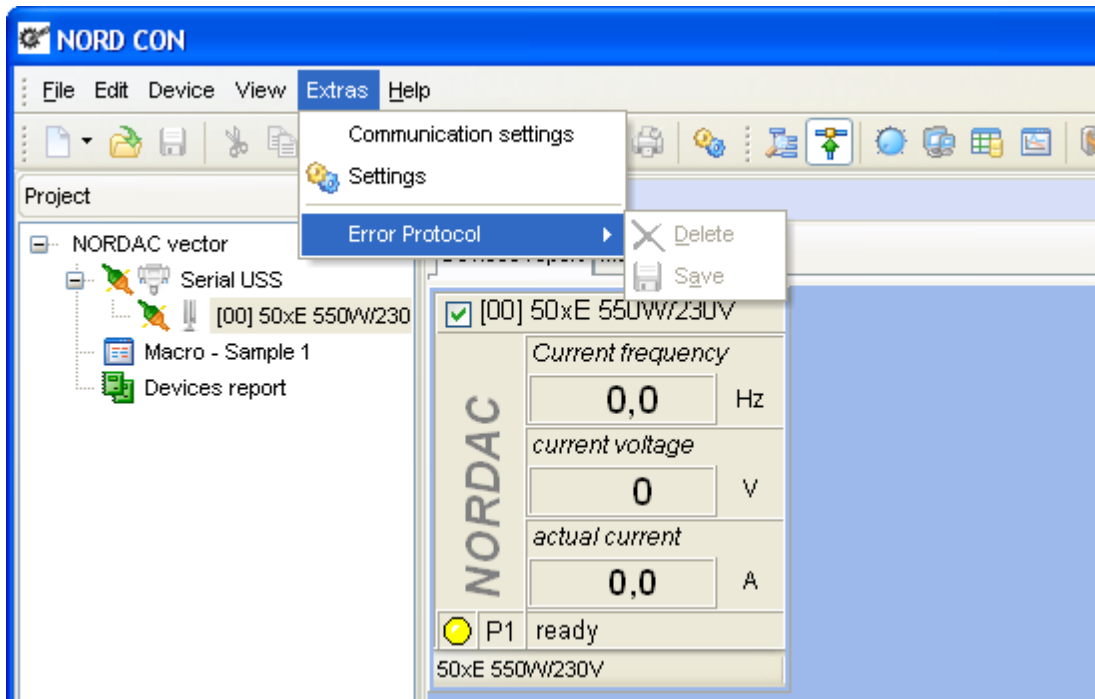 NORD CON
File Edit Device View Extras Help
Communication settings
Settings
Error Protocol
Delete
Save
Project
NORDAC vector
Serial USS
[00] 50xE 550W/230
Macro - Sample 1
Devices report
Devices report
[00] 50xE 550W/230V
NORDAC
Current frequency
0,0 Hz
current voltage
0 V
actual current
0,0 A
P1 ready
50xE 550W/230V